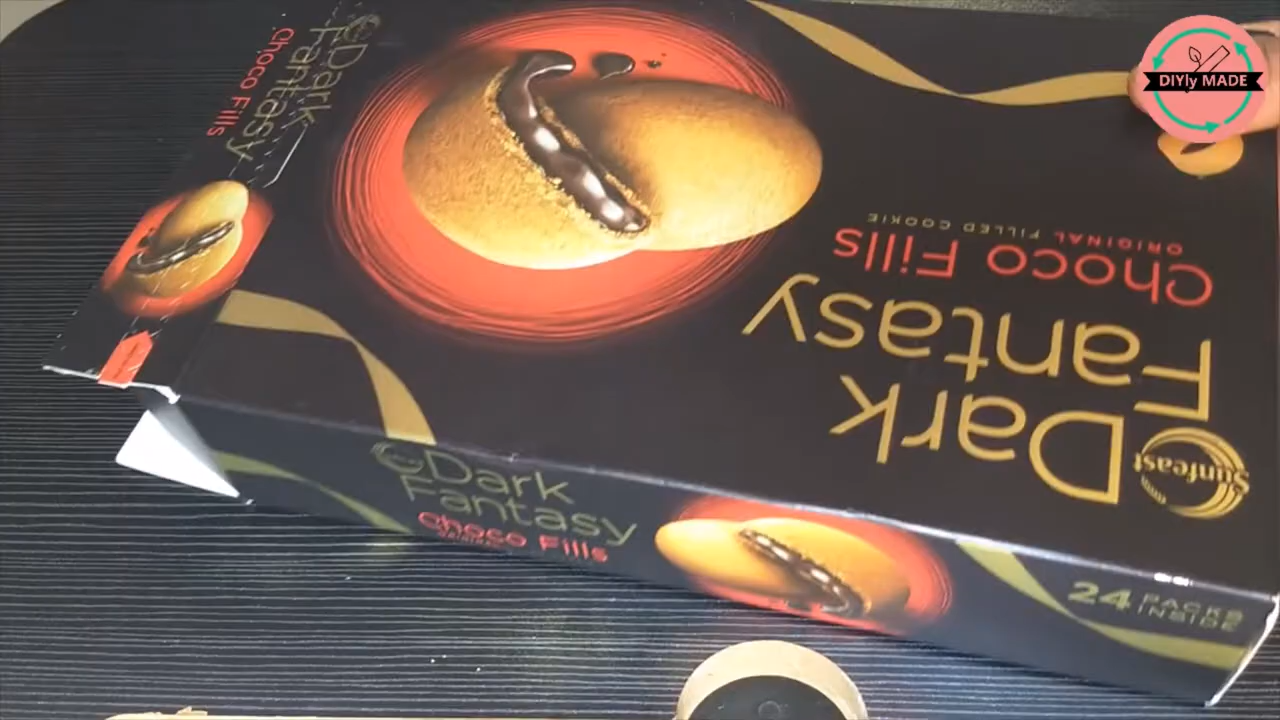 DIYly MADE
Dark
Fantasy
Choco Fills
Sunfeast
Dark
Fantasy
Choco Fills
ORIGINAL FILLED COOKIE
Dark
Fantasy
Choco Fills
24 PACKS
INSIDE